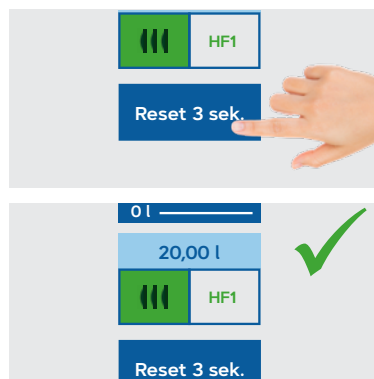 HF1
Reset 3 sek.
0 l
20,00 l
HF1
Reset 3 sek.